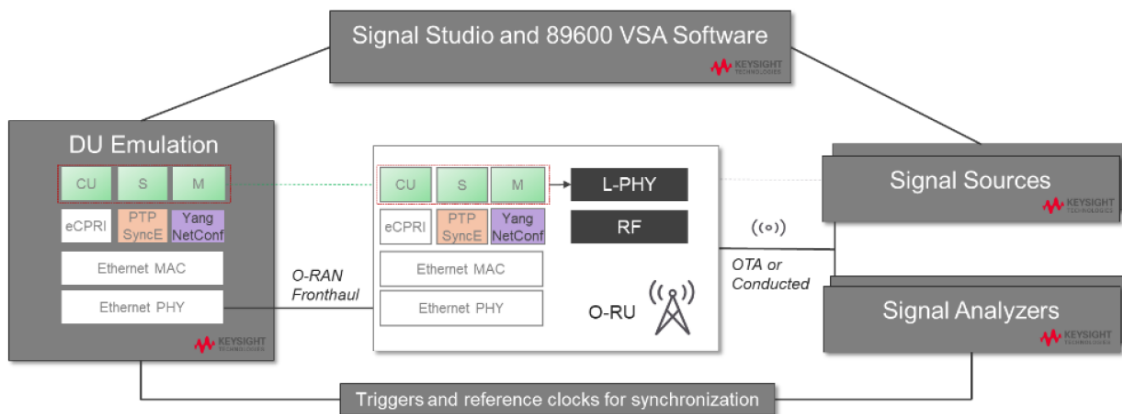 Signal Studio and 89600 VSA Software
KEYSIGHT
TECHNOLOGIES
DU Emulation
CU S M
eCPRI PTP SyncE Yang NetConf
Ethernet MAC
Ethernet PHY
KEYSIGHT
TECHNOLOGIES
O-RAN
Fronthaul
CU S M
eCPRI PTP SyncE Yang NetConf
Ethernet MAC
Ethernet PHY
L-PHY
RF
O-RU
OTA or
Conducted
Signal Sources
KEYSIGHT
TECHNOLOGIES
Signal Analyzers
KEYSIGHT
TECHNOLOGIES
Triggers and reference clocks for synchronization